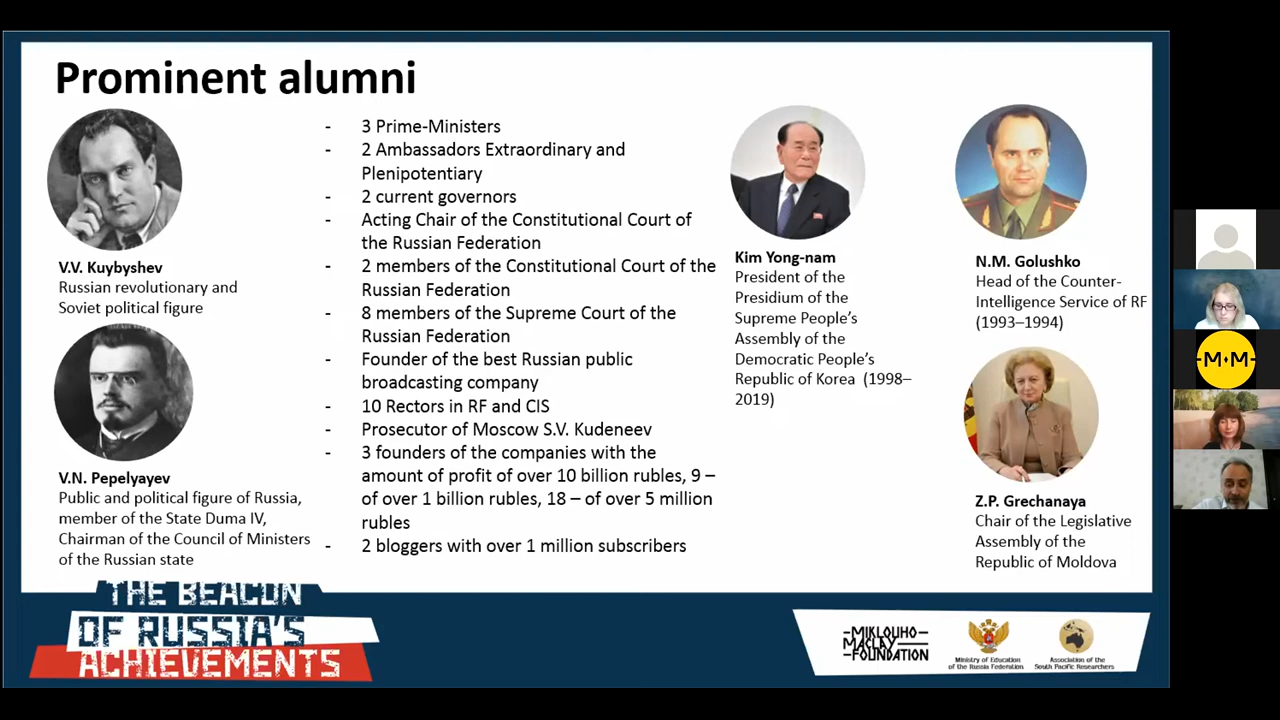 Prominent alumni
V.V. Kuybyshev
Russian revolutionary and
Soviet political figure
V.N. Pepelyayev
Public and political figure of Russia,
member of the State Duma IV,
Chairman of the Council of Ministers
of the Russian state
- 3 Prime-Ministers
- 2 Ambassadors Extraordinary and
Plenipotentiary
- 2 current governors
- Acting Chair of the Constitutional Court of
the Russian Federation
- 2 members of the Constitutional Court of the
Russian Federation
- 8 members of the Supreme Court of the
Russian Federation
- Founder of the best Russian public
broadcasting company
- 10 Rectors in RF and CIS
- Prosecutor of Moscow S.V. Kudeneev
- 3 founders of the companies with the
amount of profit of over 10 billion rubles, 9 –
of over 1 billion rubles, 18 – of over 5 million
rubles
- 2 bloggers with over 1 million subscribers
Kim Yong-nam
President of the
Presidium of the
Supreme People's
Assembly of the
Democratic People's
Republic of Korea (1998–
2019)
N.M. Golushko
Head of the Counter-
Intelligence Service of RF
(1993–1994)
Z.P. Grechanaya
Chair of the Legislative
Assembly of the
Republic of Moldova
THE BEACON
OF RUSSIA'S
ACHIEVEMENTS
MIKLOUHO
MACLAY
FOUNDATION
Ministry of Education
of the Russia Federation
Association of the
South Pacific Researchers
M·M